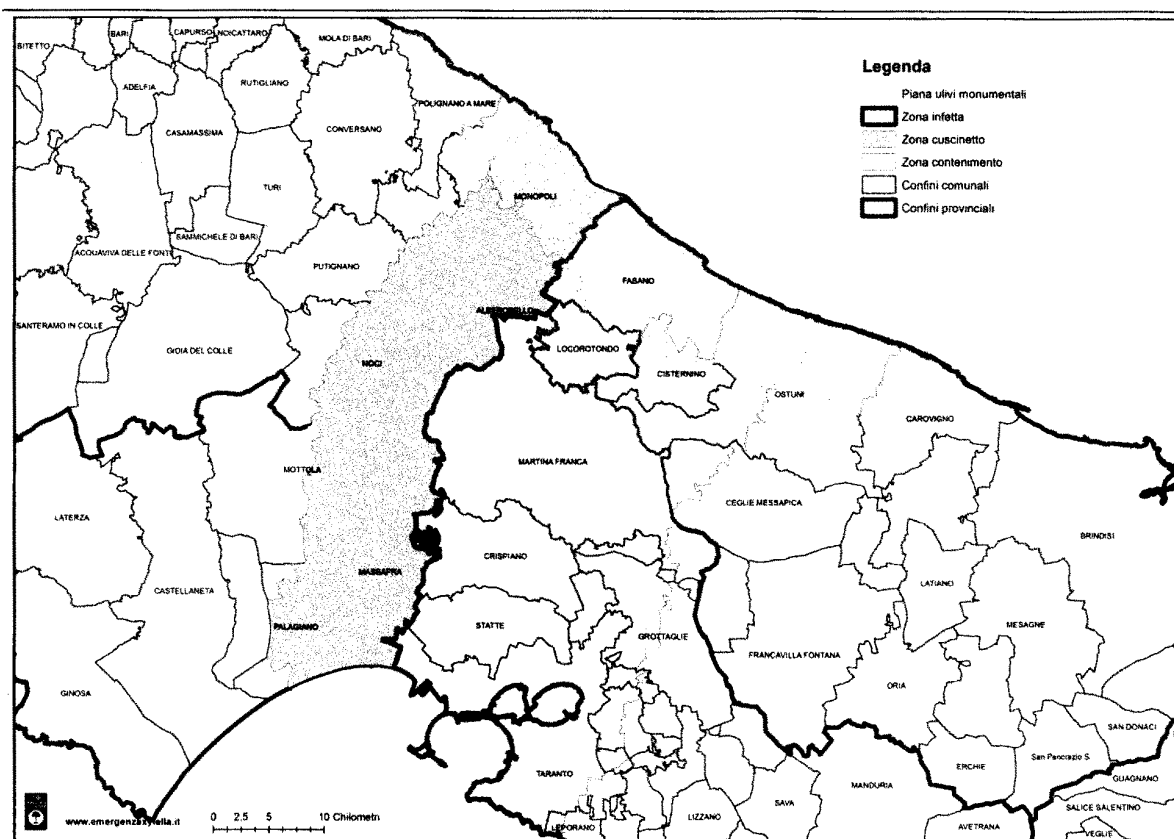 BARI
CAPURSO
NOICATTARO
MOLA DI BARI
BITETTO
ADELFIA
RUTIGLIANO
POLIGNANO A MARE
CASAMASSIMA
CONVERSANO
TURI
MONOPOLI
SAMMICHELE DI BARI
ACQUAVIVA DELLE FONTI
PUTIGNANO
FASANO
ALBEROBELLO
SANTERAMO IN COLLE
GIOIA DEL COLLE
NOCI
LOCOROTONDO
CISTERNINO
OSTUNI
CAROVIGNO
MOTTOLA
MARTINA FRANCA
CEGLIE MESSAPICA
LATERZA
BRINDISI
CRISPIANO
CASTELLANETA
MASSAFRA
LATIANO
PALAGIANO
STATTE
GROTTAGLIE
MESAGNE
FRANCAVILLA FONTANA
GINOSA
ORIA
SAN DONACI
TARANTO
ERCHIE
San Pancrazio S.
GUAGNANO
MANDURIA
SAVA
LIZZANO
SALICE SALENTINO
LEPORANO
AVETRANA
VEGLIE
Legenda
Piana ulivi monumentali
Zona infetta
Zona cuscinetto
Zona contenimento
Confini comunali
Confini provinciali
www.emergenzaxylella.it
0 2.5 5 10 Chilometri